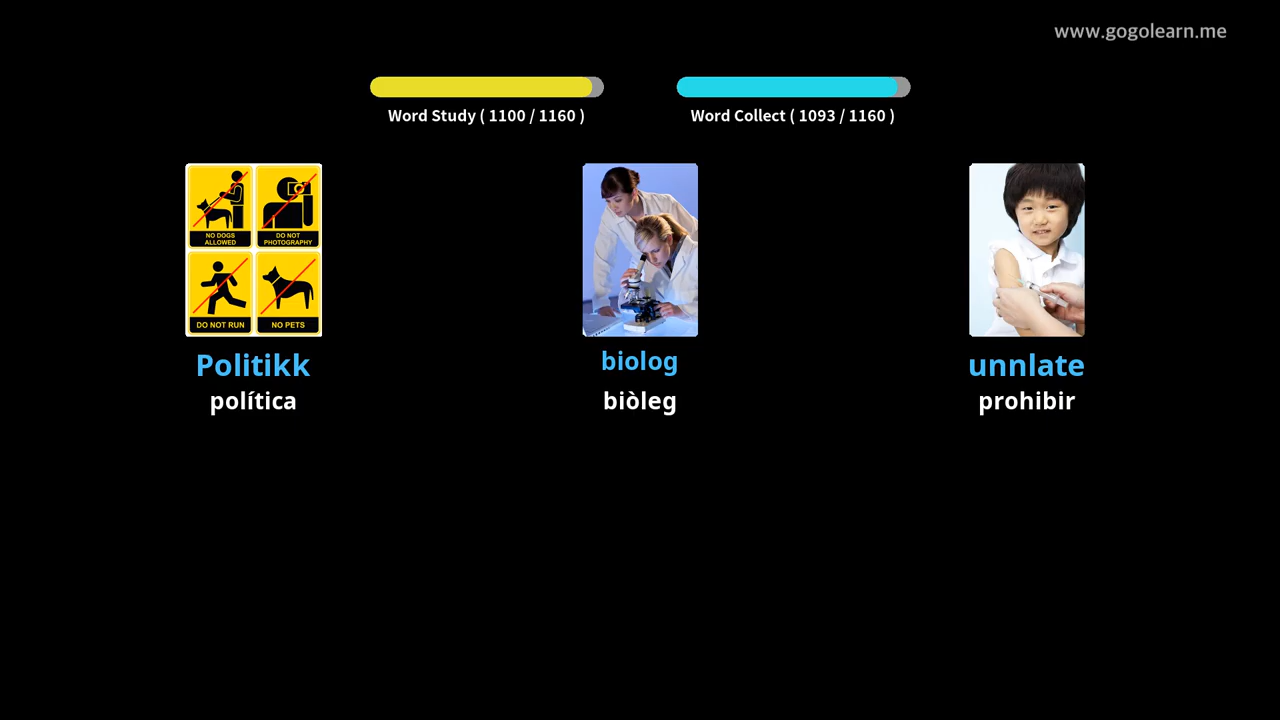 www.gogolearn.me
Word Study ( 1100 / 1160 )
Word Collect ( 1093 / 1160 )
NO DOGS
ALLOWED
DO NOT
PHOTOGRAPHY
DO NOT RUN
NO PETS
Politikk
política
biolog
biòleg
unnlate
prohibir